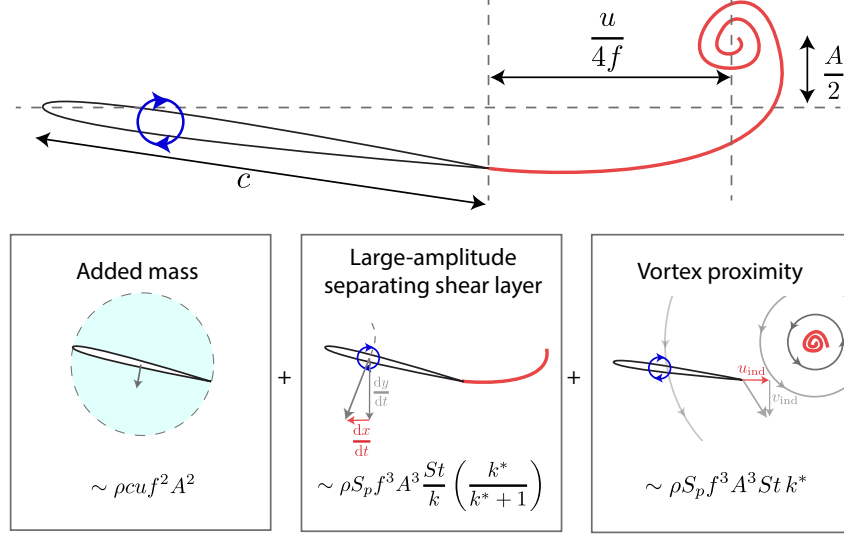 u/4f
A/2
c
Added mass
Large-amplitude
separating shear layer
Vortex proximity
dy/dt
dx/dt
u_ind
v_ind
+
+
∼ ρcuf²A²
∼ ρS_p f³A³ St/k (k*/(k*+1))
∼ ρS_p f³A³ St k*